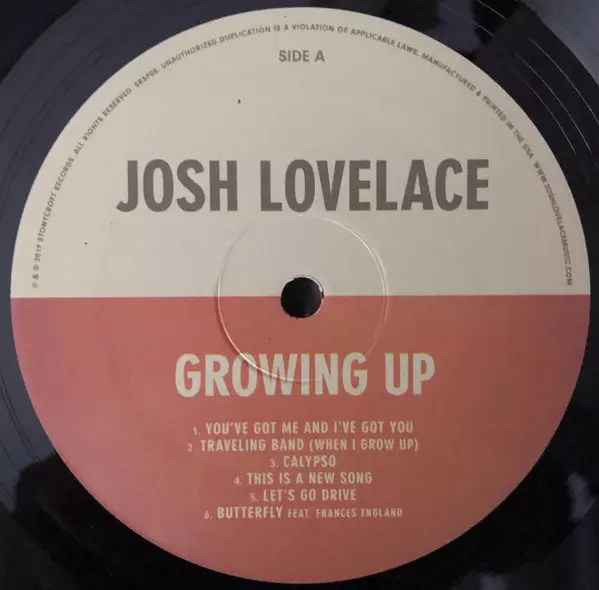 ℗ & © 2019 STONYCROFT RECORDS. ALL RIGHTS RESERVED. SR8908. UNAUTHORIZED DUPLICATION IS A VIOLATION OF APPLICABLE LAWS. MANUFACTURED & PRINTED IN THE USA. WWW.JOSHLOVELACEMUSIC.COM
SIDE A
JOSH LOVELACE
GROWING UP
1. YOU'VE GOT ME AND I'VE GOT YOU
2. TRAVELING BAND (WHEN I GROW UP)
3. CALYPSO
4. THIS IS A NEW SONG
5. LET'S GO DRIVE
6. BUTTERFLY FEAT. FRANCES ENGLAND